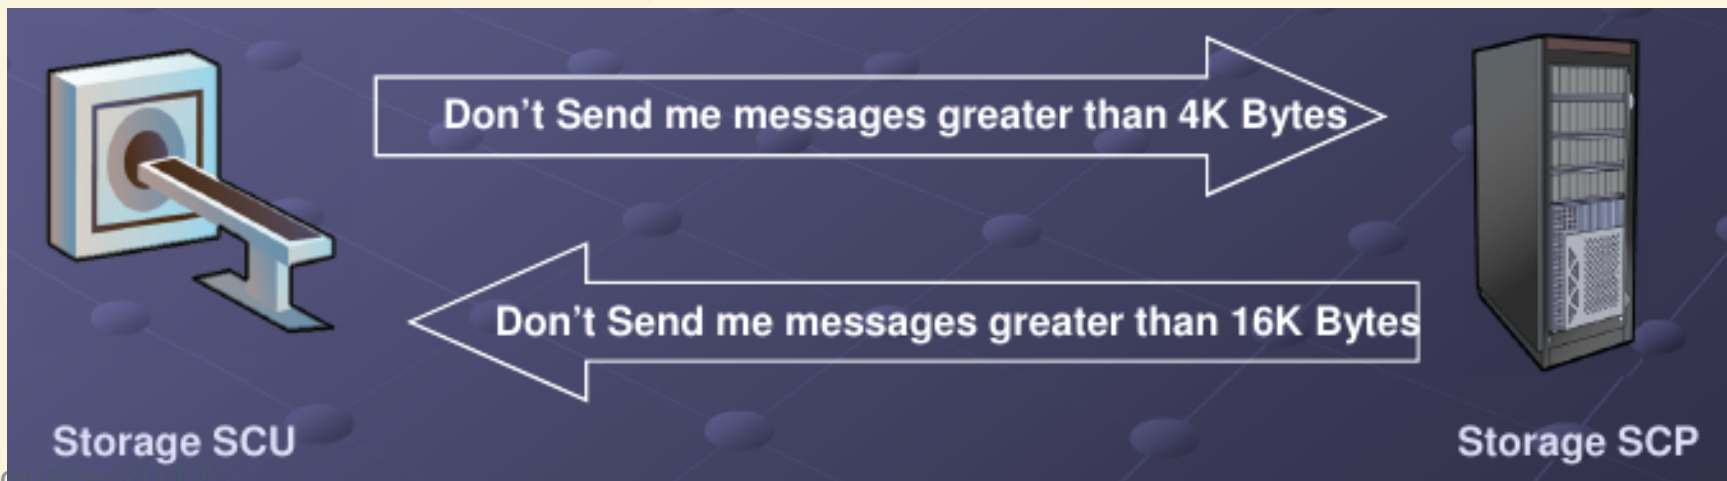 Don't Send me messages greater than 4K Bytes
Don't Send me messages greater than 16K Bytes
Storage SCU
Storage SCP